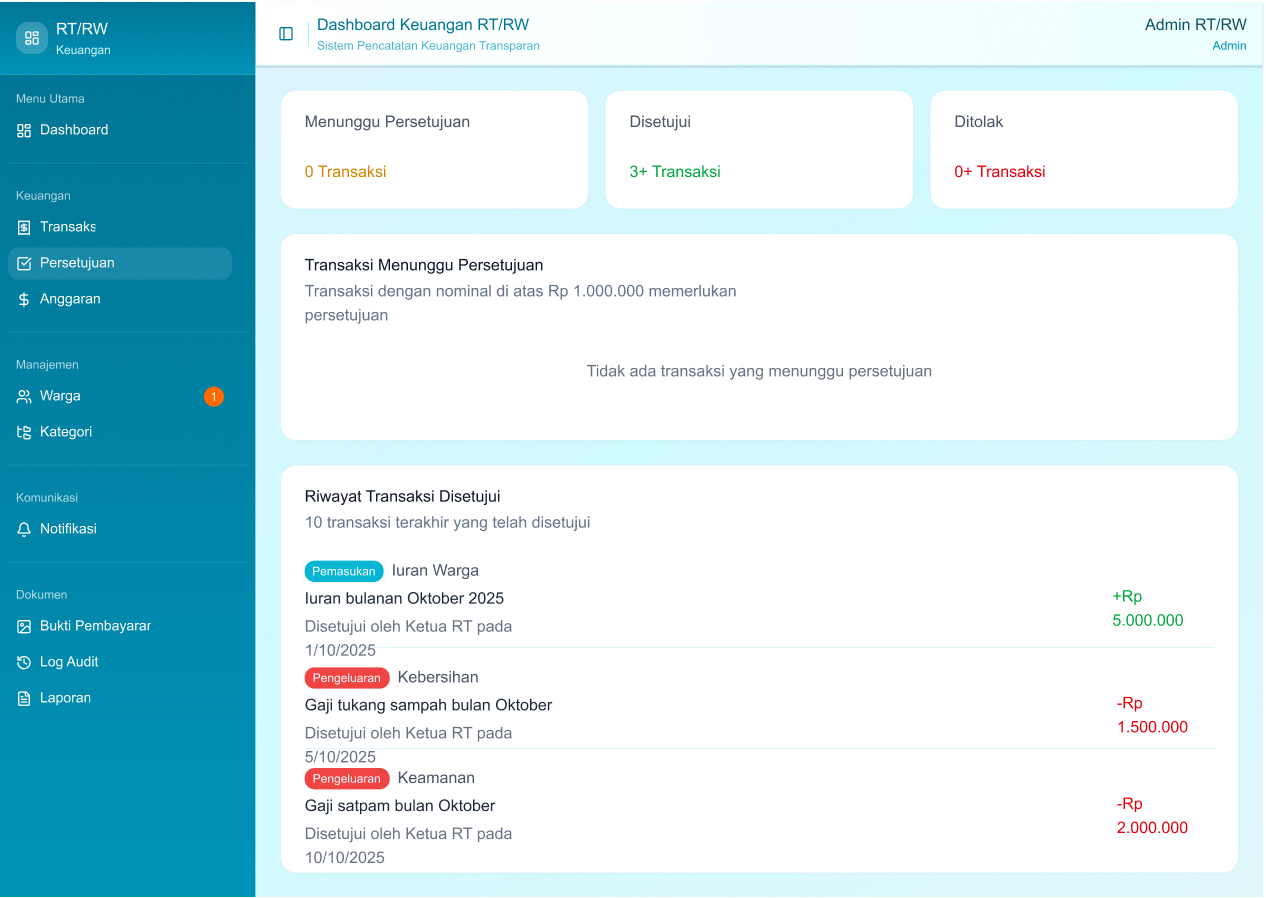 RT/RW
Keuangan
Menu Utama
Dashboard
Keuangan
Transaks
Persetujuan
Anggaran
Manajemen
Warga
1
Kategori
Komunikasi
Notifikasi
Dokumen
Bukti Pembayarar
Log Audit
Laporan
Dashboard Keuangan RT/RW
Sistem Pencatatan Keuangan Transparan
Admin RT/RW
Admin
Menunggu Persetujuan
0 Transaksi
Disetujui
3+ Transaksi
Ditolak
0+ Transaksi
Transaksi Menunggu Persetujuan
Transaksi dengan nominal di atas Rp 1.000.000 memerlukan
persetujuan
Tidak ada transaksi yang menunggu persetujuan
Riwayat Transaksi Disetujui
10 transaksi terakhir yang telah disetujui
Pemasukan Iuran Warga
Iuran bulanan Oktober 2025
Disetujui oleh Ketua RT pada
1/10/2025
+Rp
5.000.000
Pengeluaran Kebersihan
Gaji tukang sampah bulan Oktober
Disetujui oleh Ketua RT pada
5/10/2025
-Rp
1.500.000
Pengeluaran Keamanan
Gaji satpam bulan Oktober
Disetujui oleh Ketua RT pada
10/10/2025
-Rp
2.000.000